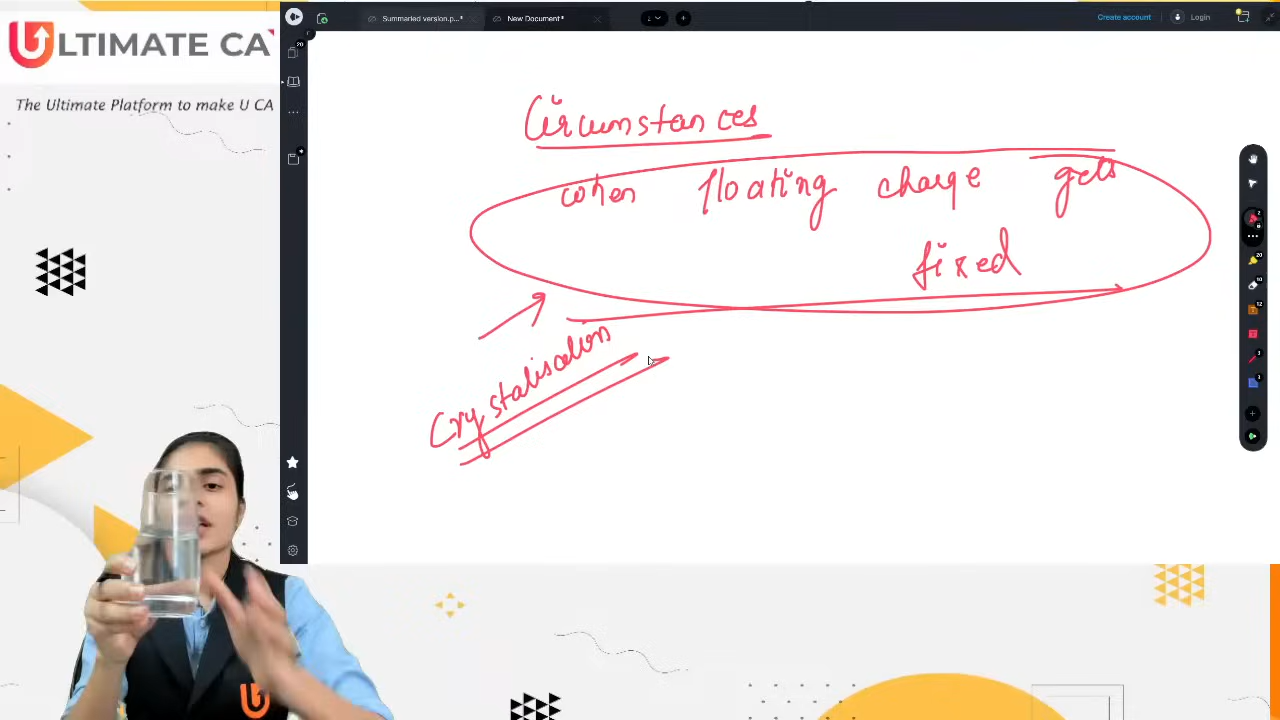 ULTIMATE CA
The Ultimate Platform to make U CA
Summaried version.p...*
New Document*
Create account
Login
Circumstances
when floating charge gets
fixed
Crystalisation